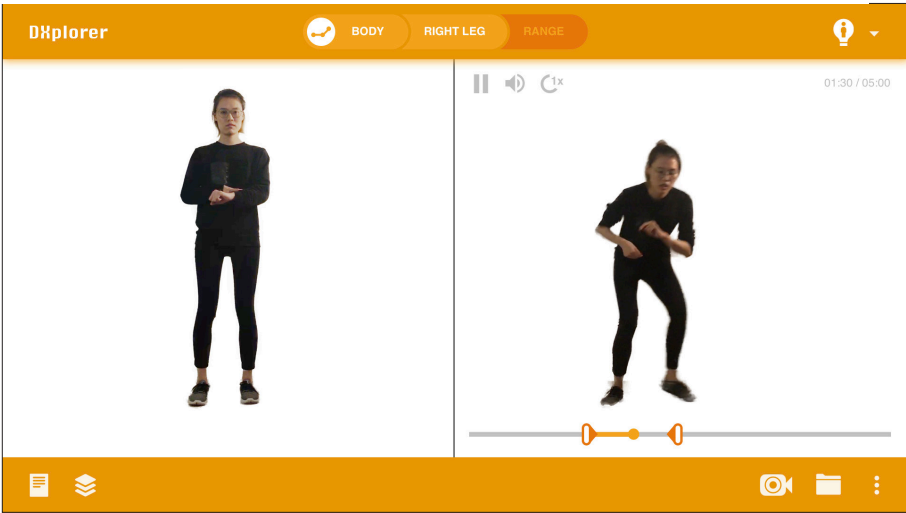 DXplorer
BODY
RIGHT LEG
RANGE
1x
01:30 / 05:00